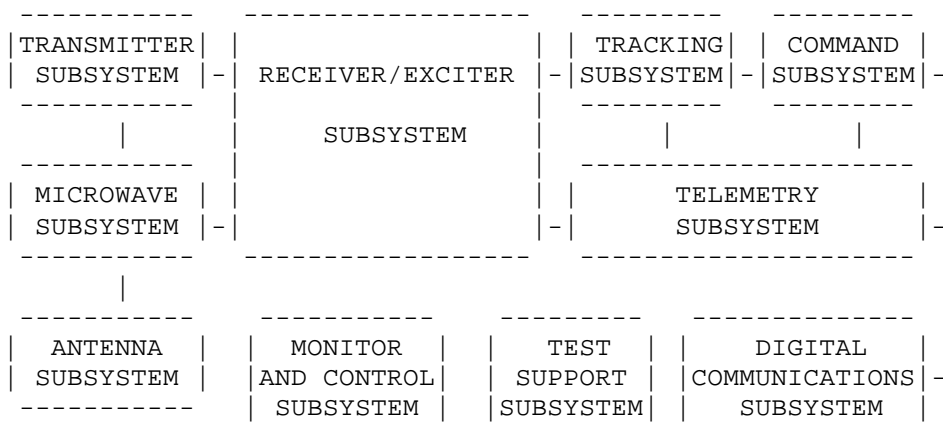 TRANSMITTER TRACKING COMMAND
SUBSYSTEM RECEIVER/EXCITER SUBSYSTEM SUBSYSTEM
SUBSYSTEM
MICROWAVE TELEMETRY
SUBSYSTEM SUBSYSTEM
ANTENNA MONITOR TEST DIGITAL
SUBSYSTEM AND CONTROL SUPPORT COMMUNICATIONS
SUBSYSTEM SUBSYSTEM SUBSYSTEM